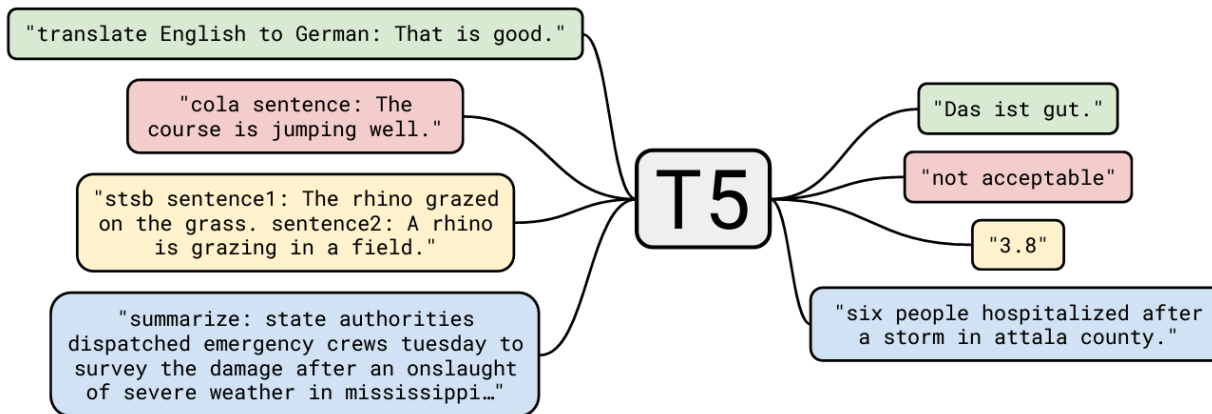 "translate English to German: That is good."
"cola sentence: The
course is jumping well."
"stsb sentence1: The rhino grazed
on the grass. sentence2: A rhino
is grazing in a field."
"summarize: state authorities
dispatched emergency crews tuesday to
survey the damage after an onslaught
of severe weather in mississippi…"
T5
"Das ist gut."
"not acceptable"
"3.8"
"six people hospitalized after
a storm in attala county."